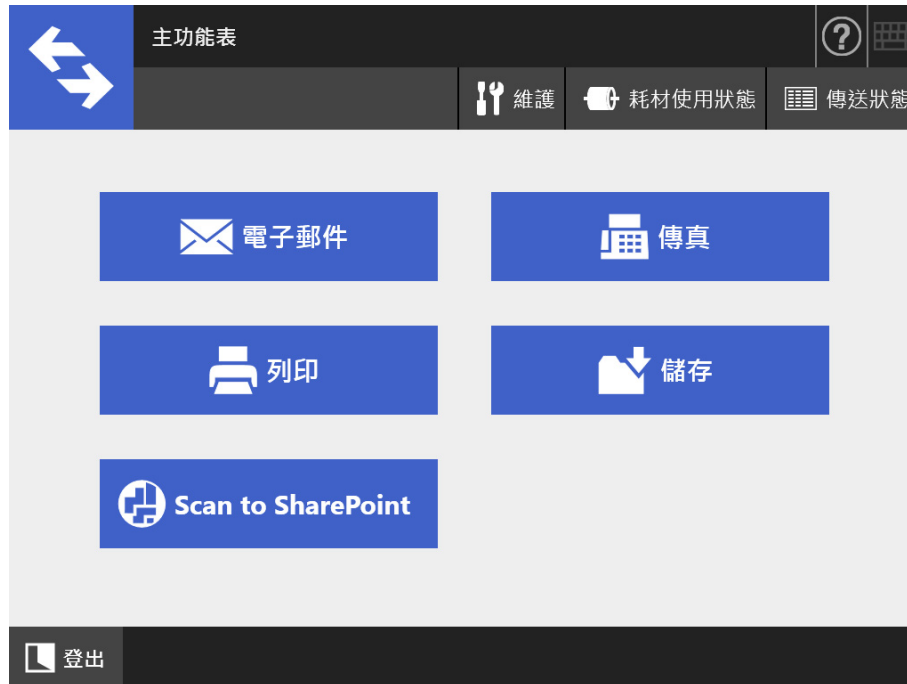 主功能表
維護 耗材使用狀態 傳送狀態
電子郵件 傳真
列印 儲存
Scan to SharePoint
登出